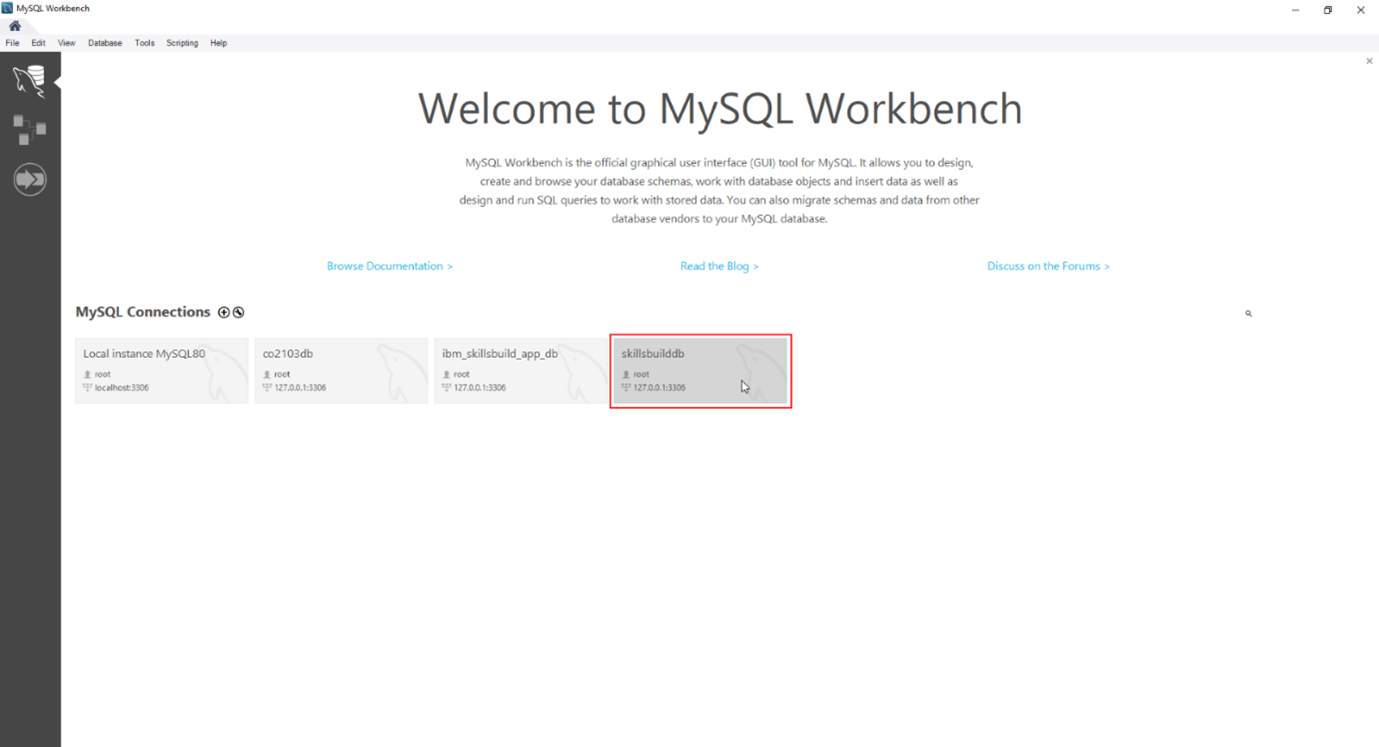 MySQL Workbench
File Edit View Database Tools Scripting Help
Welcome to MySQL Workbench
MySQL Workbench is the official graphical user interface (GUI) tool for MySQL. It allows you to design,
create and browse your database schemas, work with database objects and insert data as well as
design and run SQL queries to work with stored data. You can also migrate schemas and data from other
database vendors to your MySQL database.
Browse Documentation >
Read the Blog >
Discuss on the Forums >
MySQL Connections
Local instance MySQL80
root
localhost:3306
co2103db
root
127.0.0.1:3306
ibm_skillsbuild_app_db
root
127.0.0.1:3306
skillsbuilddb
root
127.0.0.1:3306